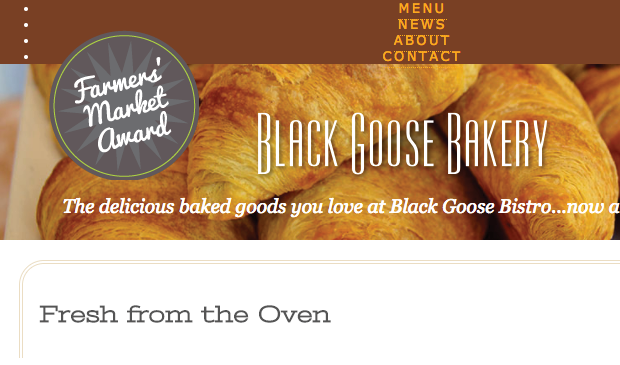 MENU
NEWS
ABOUT
CONTACT
Farmers'
Market
Award
Black Goose Bakery
The delicious baked goods you love at Black Goose Bistro...now a
Fresh from the Oven